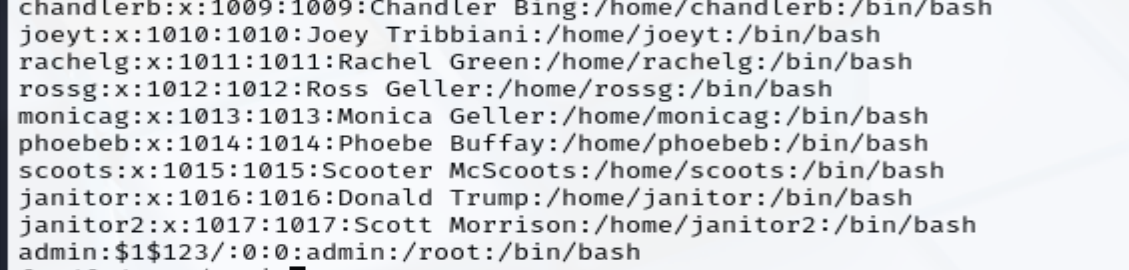 chandlerb:x:1009:1009:Chandler Bing:/home/chandlerb:/bin/bash
joeyt:x:1010:1010:Joey Tribbiani:/home/joeyt:/bin/bash
rachelg:x:1011:1011:Rachel Green:/home/rachelg:/bin/bash
rossg:x:1012:1012:Ross Geller:/home/rossg:/bin/bash
monicag:x:1013:1013:Monica Geller:/home/monicag:/bin/bash
phoebeb:x:1014:1014:Phoebe Buffay:/home/phoebeb:/bin/bash
scoots:x:1015:1015:Scooter McScoots:/home/scoots:/bin/bash
janitor:x:1016:1016:Donald Trump:/home/janitor:/bin/bash
janitor2:x:1017:1017:Scott Morrison:/home/janitor2:/bin/bash
admin:$1$123/:0:0:admin:/root:/bin/bash